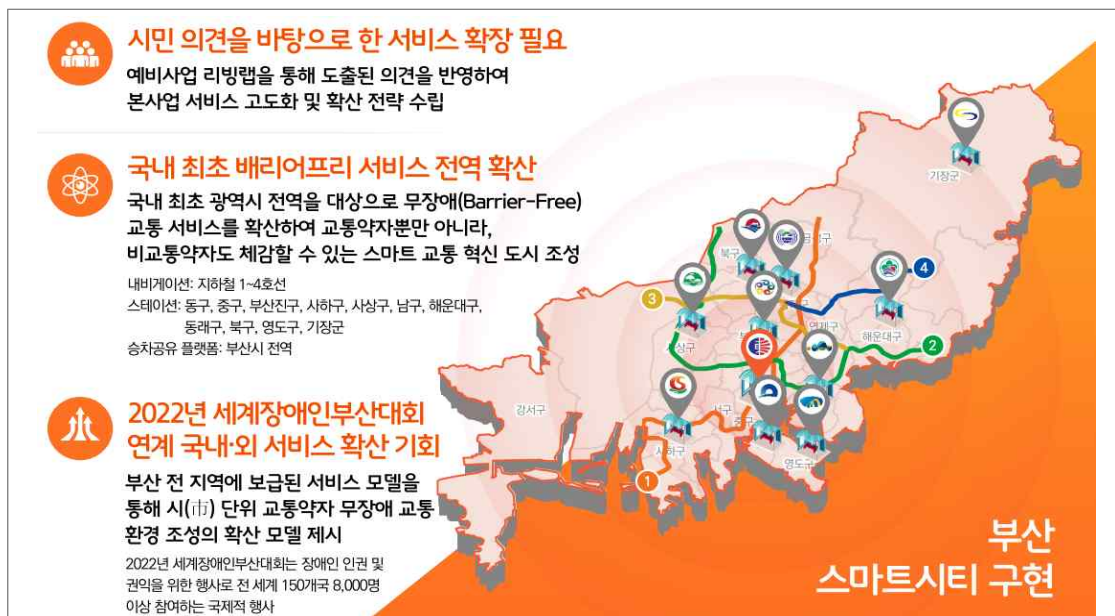 시민 의견을 바탕으로 한 서비스 확장 필요
예비사업 리빙랩을 통해 도출된 의견을 반영하여
본사업 서비스 고도화 및 확산 전략 수립
국내 최초 배리어프리 서비스 전역 확산
국내 최초 광역시 전역을 대상으로 무장애(Barrier-Free)
교통 서비스를 확산하여 교통약자뿐만 아니라,
비교통약자도 체감할 수 있는 스마트 교통 혁신 도시 조성
내비게이션: 지하철 1~4호선
스테이션: 동구, 중구, 부산진구, 사하구, 사상구, 남구, 해운대구,
동래구, 북구, 영도구, 기장군
승차공유 플랫폼: 부산시 전역
2022년 세계장애인부산대회
연계 국내·외 서비스 확산 기회
부산 전 지역에 보급된 서비스 모델을
통해 시(市) 단위 교통약자 무장애 교통
환경 조성의 확산 모델 제시
2022년 세계장애인부산대회는 장애인 인권 및
권익을 위한 행사로 전 세계 150개국 8,000명
이상 참여하는 국제적 행사
기장군
북구
4
3
연제구
해운대구
2
사상구
강서구
서구
중구
사하구
영도구
1
부산
스마트시티 구현